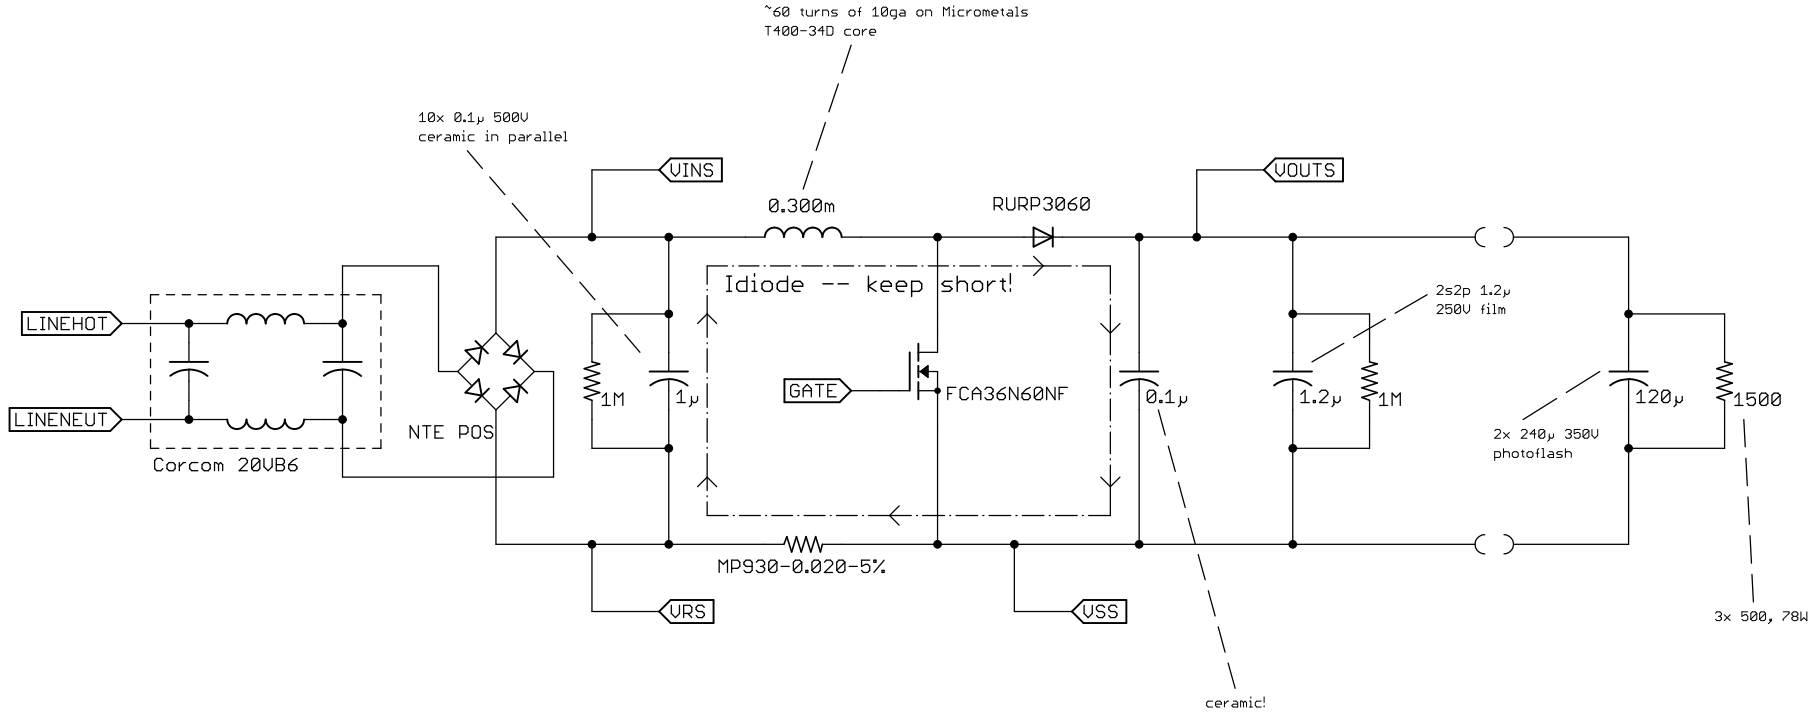 ~60 turns of 10ga on Micrometals
T400-34D core
10x 0.1µ 500V
ceramic in parallel
VINS
VOUTS
0.300m
RURP3060
Idiode -- keep short!
2s2p 1.2µ
250V film
LINEHOT
GATE
FCA36N60NF
1M
1µ
0.1µ
1.2µ
1M
120µ
1500
LINENEUT
NTE POS
2x 240µ 350V
photoflash
Corcom 20VB6
MP930-0.020-5%
VRS
VSS
3x 500, 78W
ceramic!